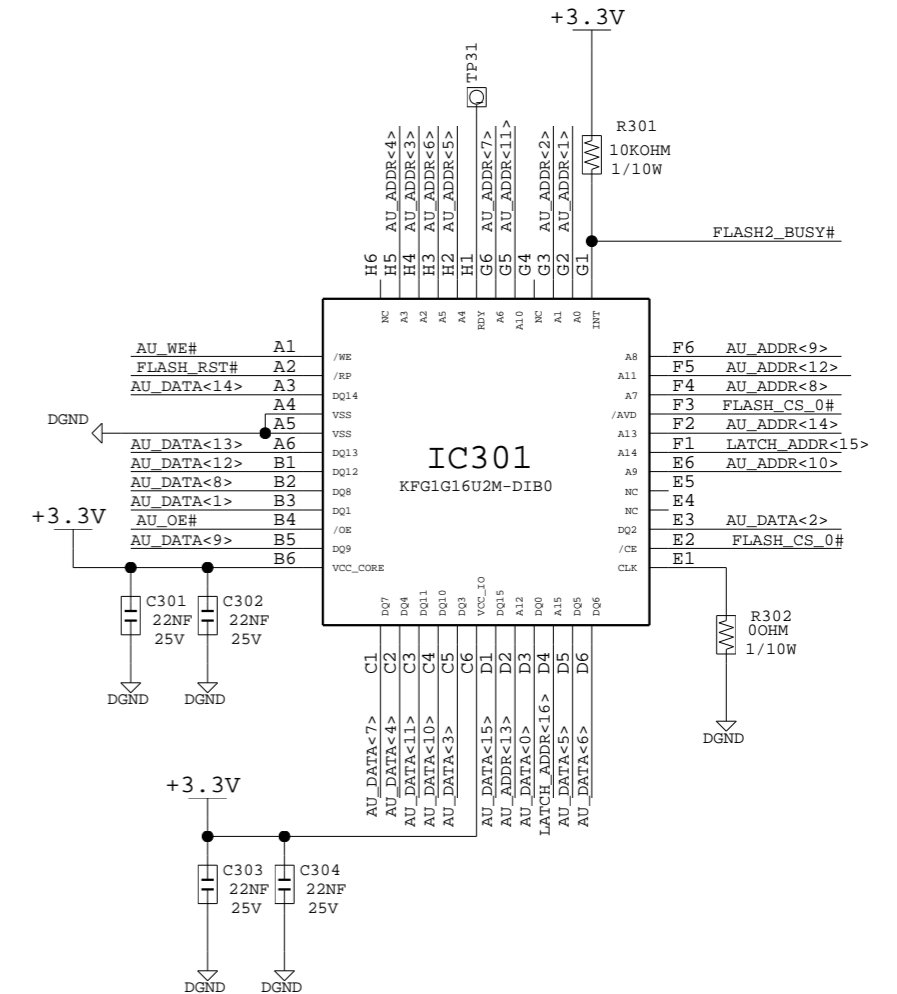 +3.3V
TP31
R301
10KOHM
1/10W
AU_ADDR<4>
AU_ADDR<3>
AU_ADDR<6>
AU_ADDR<5>
AU_ADDR<7>
AU_ADDR<11>
AU_ADDR<2>
AU_ADDR<1>
FLASH2_BUSY#
H6
H5
H4
H3
H2
H1
G6
G5
G4
G3
G2
G1
NC
A3
A2
A5
A4
RDY
A6
A10
NC
A1
A0
INT
AU_WE# A1 /WE
FLASH_RST# A2 /RP
AU_DATA<14> A3 DQ14
A4 VSS
DGND A5 VSS
AU_DATA<13> A6 DQ13
AU_DATA<12> B1 DQ12
AU_DATA<8> B2 DQ8
AU_DATA<1> B3 DQ1
+3.3V
AU_OE# B4 /OE
AU_DATA<9> B5 DQ9
B6 VCC_CORE
IC301
KFG1G16U2M-DIB0
A8 F6 AU_ADDR<9>
A11 F5 AU_ADDR<12>
A7 F4 AU_ADDR<8>
/AVD F3 FLASH_CS_0#
A13 F2 AU_ADDR<14>
A14 F1 LATCH_ADDR<15>
A9 E6 AU_ADDR<10>
NC E5
NC E4
DQ2 E3 AU_DATA<2>
/CE E2 FLASH_CS_0#
CLK E1
C301
22NF
25V
C302
22NF
25V
DGND
DGND
DQ7
DQ4
DQ11
DQ10
DQ3
VCC_IO
DQ15
A12
DQ0
A15
DQ5
DQ6
C1
C2
C3
C4
C5
C6
D1
D2
D3
D4
D5
D6
R302
0OHM
1/10W
DGND
AU_DATA<7>
AU_DATA<4>
AU_DATA<11>
AU_DATA<10>
AU_DATA<3>
AU_DATA<15>
AU_ADDR<13>
AU_DATA<0>
LATCH_ADDR<16>
AU_DATA<5>
AU_DATA<6>
+3.3V
C303
22NF
25V
C304
22NF
25V
DGND
DGND